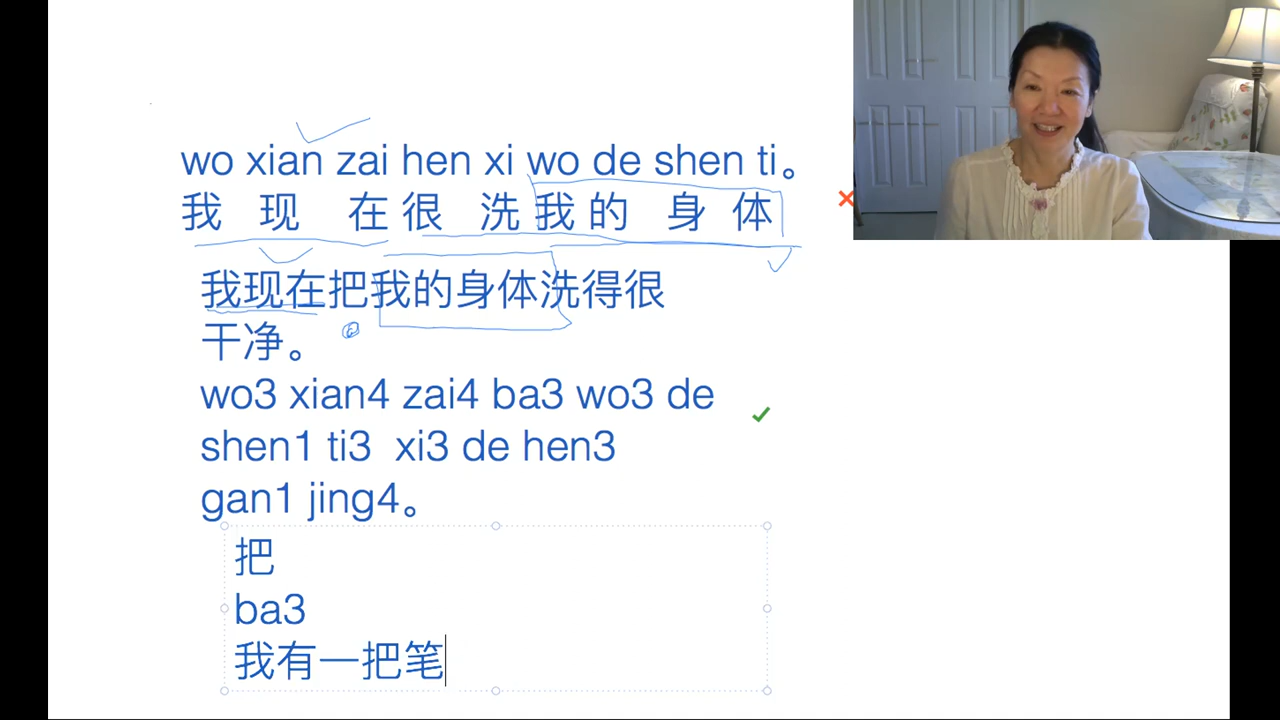 wo xian zai hen xi wo de shen ti。
我 现 在 很 洗 我 的 身 体
我现在把我的身体洗得很
干净。
wo3 xian4 zai4 ba3 wo3 de
shen1 ti3 xi3 de hen3
gan1 jing4。
把
ba3
我有一把笔